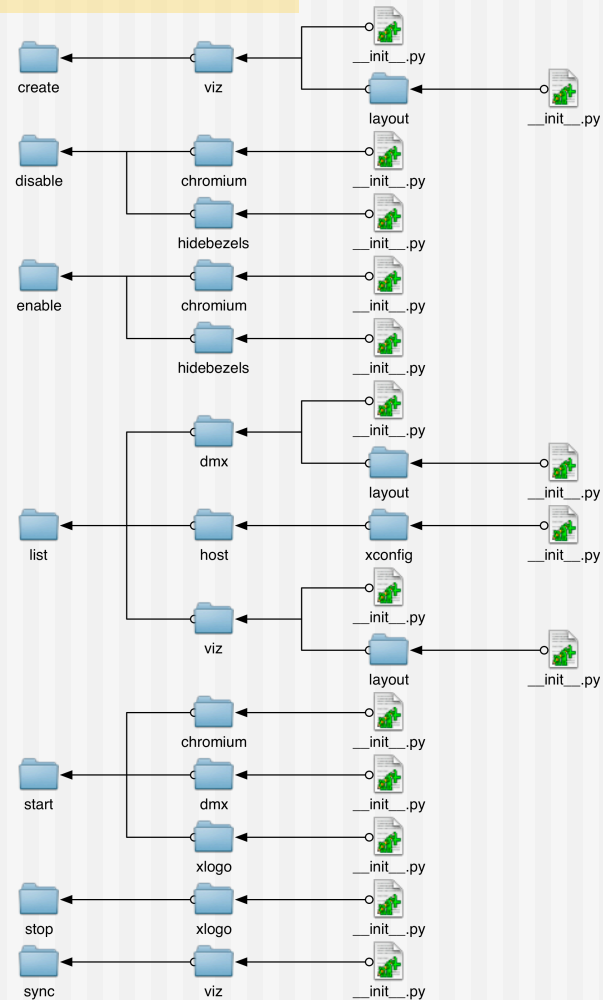 __init__.py
create
viz
layout
__init__.py
disable
chromium
__init__.py
hidebezels
__init__.py
enable
chromium
__init__.py
hidebezels
__init__.py
__init__.py
dmx
layout
__init__.py
list
host
xconfig
__init__.py
__init__.py
viz
layout
__init__.py
chromium
__init__.py
start
dmx
__init__.py
xlogo
__init__.py
stop
xlogo
__init__.py
sync
viz
__init__.py